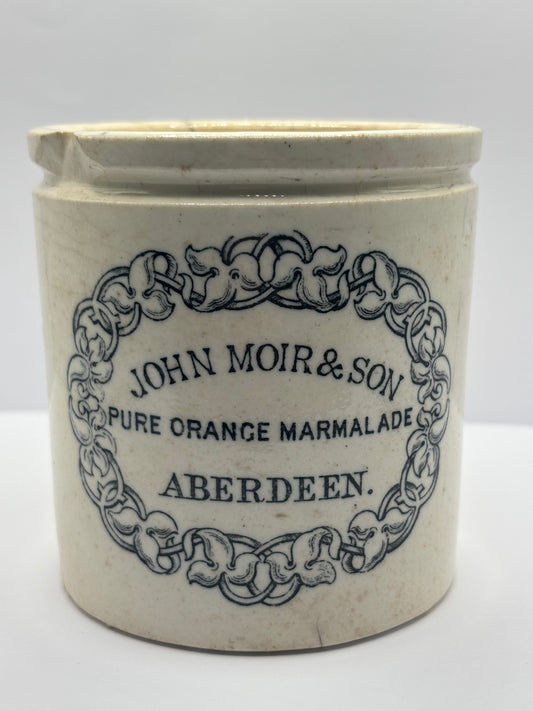 JOHN MOIR & SON
PURE ORANGE MARMALADE
ABERDEEN.